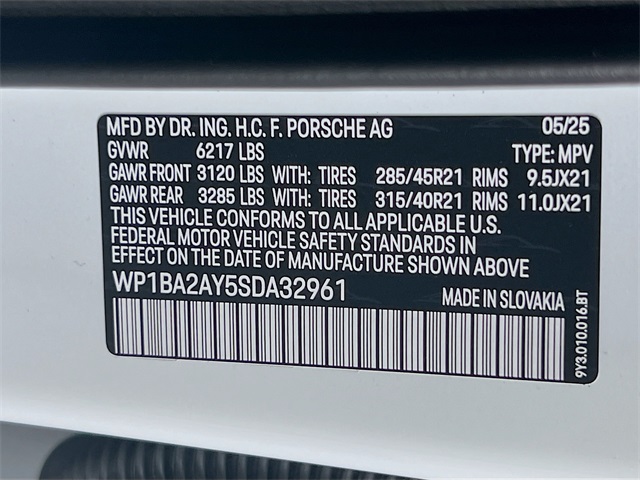 MFD BY DR. ING. H.C. F. PORSCHE AG 05/25
GVWR 6217 LBS TYPE: MPV
GAWR FRONT 3120 LBS WITH: TIRES 285/45R21 RIMS 9.5JX21
GAWR REAR 3285 LBS WITH: TIRES 315/40R21 RIMS 11.0JX21
THIS VEHICLE CONFORMS TO ALL APPLICABLE U.S.
FEDERAL MOTOR VEHICLE SAFETY STANDARDS IN
EFFECT ON THE DATE OF MANUFACTURE SHOWN ABOVE
WP1BA2AY5SDA32961 MADE IN SLOVAKIA
9Y3.010.016.BT